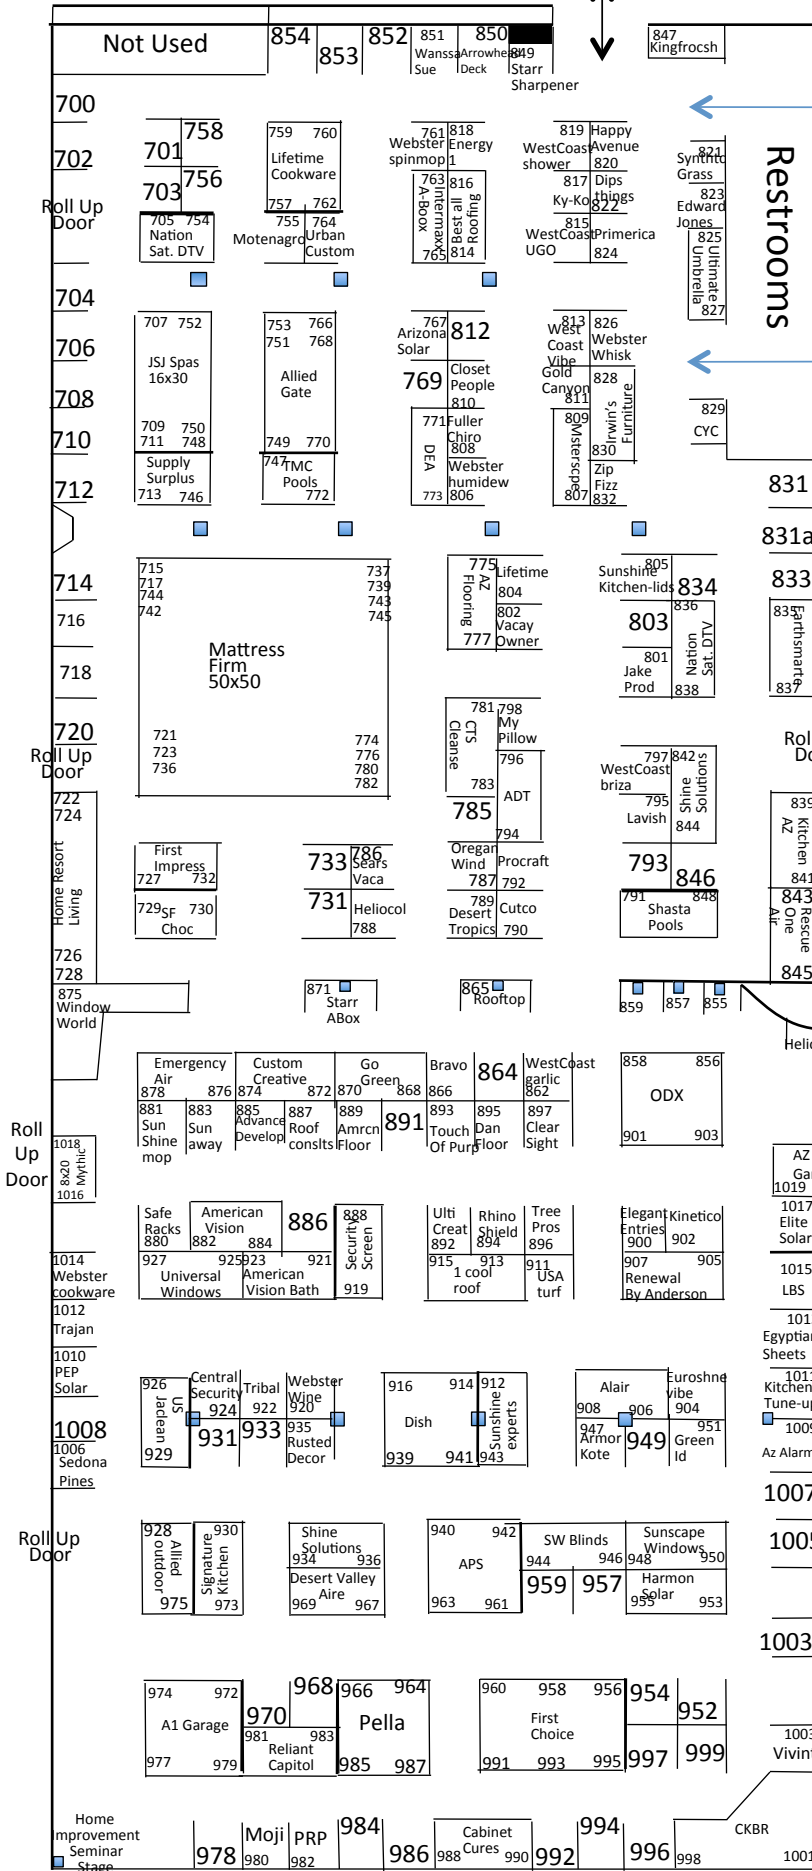 Not Used
854
853
852
851
Wanssa
Sue
850
Arrowhead
Deck
849
Starr
Sharpener
847
Kingfrocsh
700
702
Roll Up
Door
704
706
708
710
712
758
701
756
703
705 754
Nation
Sat. DTV
759 760
Lifetime
Cookware
757 762
755 764
Motenagro
Urban
Custom
761
Webster
spinmop
818
Energy
1
763
Intermaxx
A-Boox
765
816
Best all
Roofing
814
819
WestCoast
shower
Happy
Avenue
820
817
Ky-Ko
Dips
things
822
815
WestCoast
UGO
Primerica
824
821
Synthtc
Grass
823
Edward
Jones
825
Ultimate
Umbrella
827
Restrooms
707 752
JSJ Spas
16x30
709 750
711 748
Supply
Surplus
713 746
753 766
751 768
Allied
Gate
749 770
747
TMC
Pools
772
767
Arizona
Solar
812
769
Closet
People
810
771
DEA
773
Fuller
Chiro
808
Webster
humidew
806
813
West
Coast
Vibe
826
Webster
Whisk
Gold
Canyon
811
828
Irwin's
Furniture
830
809
Msterscpe
807
Zip
Fizz
832
829
CYC
831
831a
833
835
Earthsmarte
837
714
716
718
720
Roll Up
Door
722
724
Home Resort
Living
726
728
715
717
744
742
737
739
743
745
Mattress
Firm
50x50
721
723
736
774
776
780
782
775
AZ
Flooring
777
Lifetime
804
802
Vacay
Owner
805
Sunshine
Kitchen-lids
834
803
836
Nation
Sat. DTV
838
801
Jake
Prod
781
CTS
Cleanse
783
798
My
Pillow
796
ADT
794
785
797
WestCoast
briza
842
Shine
Solutions
844
795
Lavish
793
846
791 848
Shasta
Pools
Rol
Do
839
Kitchen
AZ
841
843
Rescue
One
Air
845
First
Impress
727 732
729 730
SF
Choc
733
786
Sears
Vaca
731
Heliocol
788
Oregan
Wind
787
Procraft
792
789
Desert
Tropics
Cutco
790
875
Window
World
871
Starr
ABox
865
Rooftop
859
857
855
Helio
Emergency
Air
878 876
Custom
Creative
874 872
Go
Green
870 868
Bravo
866
864
WestCoast
garlic
862
881
Sun
Shine
mop
883
Sun
away
885
Advance
Develop
887
Roof
conslts
889
Amrcn
Floor
891
893
Touch
Of Purp
895
Dan
Floor
897
Clear
Sight
858 856
ODX
901 903
Roll
Up
Door
1018
8x20
Mythic
1016
AZ
Gar
1019
1017
Elite
Solar
1015
LBS
Safe
Racks
880
American
Vision
882 884
886
888
Security
Screen
919
927 925
Universal
Windows
923 921
American
Vision Bath
Ulti
Creat
892
Rhino
Shield
894
Tree
Pros
896
915 913
1 cool
roof
911
USA
turf
Elegant
Entries
900
Kinetico
902
907 905
Renewal
By Anderson
1014
Webster
cookware
1012
Trajan
1010
PEP
Solar
1008
1006
Sedona
Pines
101
Egyptian
Sheets
1011
Kitchen
Tune-up
1009
Az Alarm
1007
1005
1003
926
US
Jaclean
929
Central
Security
924
Tribal
922
Webster
Wine
920
931
933
935
Rusted
Decor
916 914
Dish
939 941
912
Sunshine
experts
943
Alair
908 906
Euroshne
vibe
904
947
Armor
Kote
949
951
Green
Id
Roll Up
Door
928
Allied
outdoor
975
930
Signature
Kitchen
973
Shine
Solutions
934 936
Desert Valley
Aire
969 967
940 942
APS
963 961
SW Blinds
944 946
959
957
Sunscape
Windows
948 950
Harmon
Solar
955 953
974 972
A1 Garage
977 979
970
968
981 983
Reliant
Capitol
966 964
Pella
985 987
960 958 956
First
Choice
991 993 995
954
952
997
999
1003
Vivint
Home
Improvement
Seminar
Stage
978
Moji
980
PRP
982
984
986
Cabinet
Cures
988 990
992
994
996
998
CKBR
1001